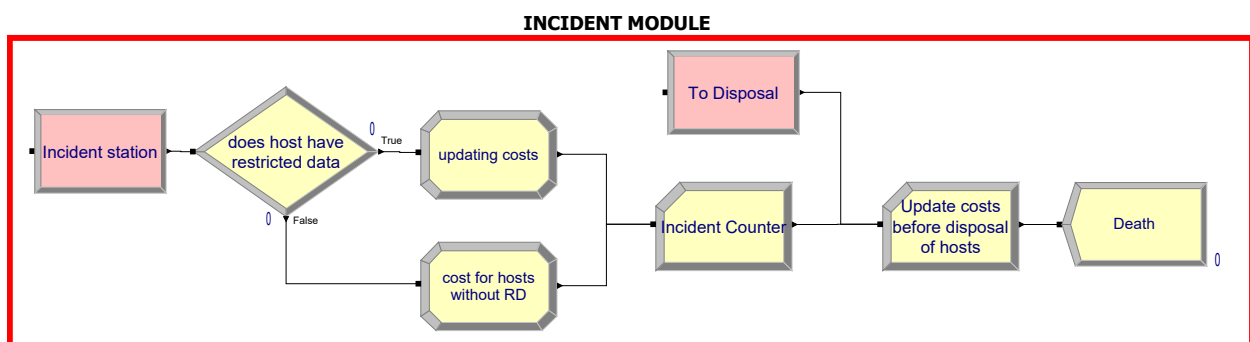 INCIDENT MODULE
Incident station
does host have
restricted data
0
True
0
False
updating costs
cost for hosts
without RD
To Disposal
Incident Counter
Update costs
before disposal
of hosts
Death
0